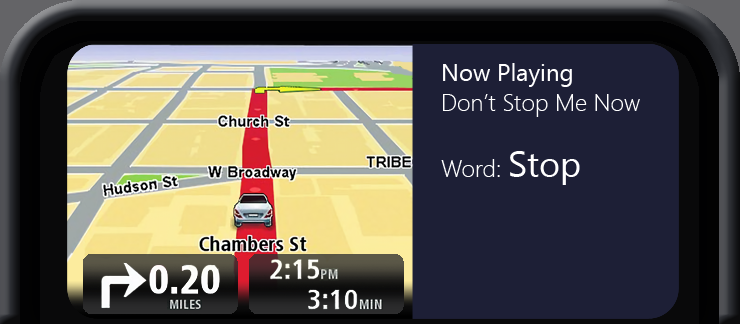 Now Playing
Don't Stop Me Now
Word: Stop
Church St
W Broadway
TRIBE
Hudson St
Chambers St
0.20
MILES
2:15PM
3:10MIN